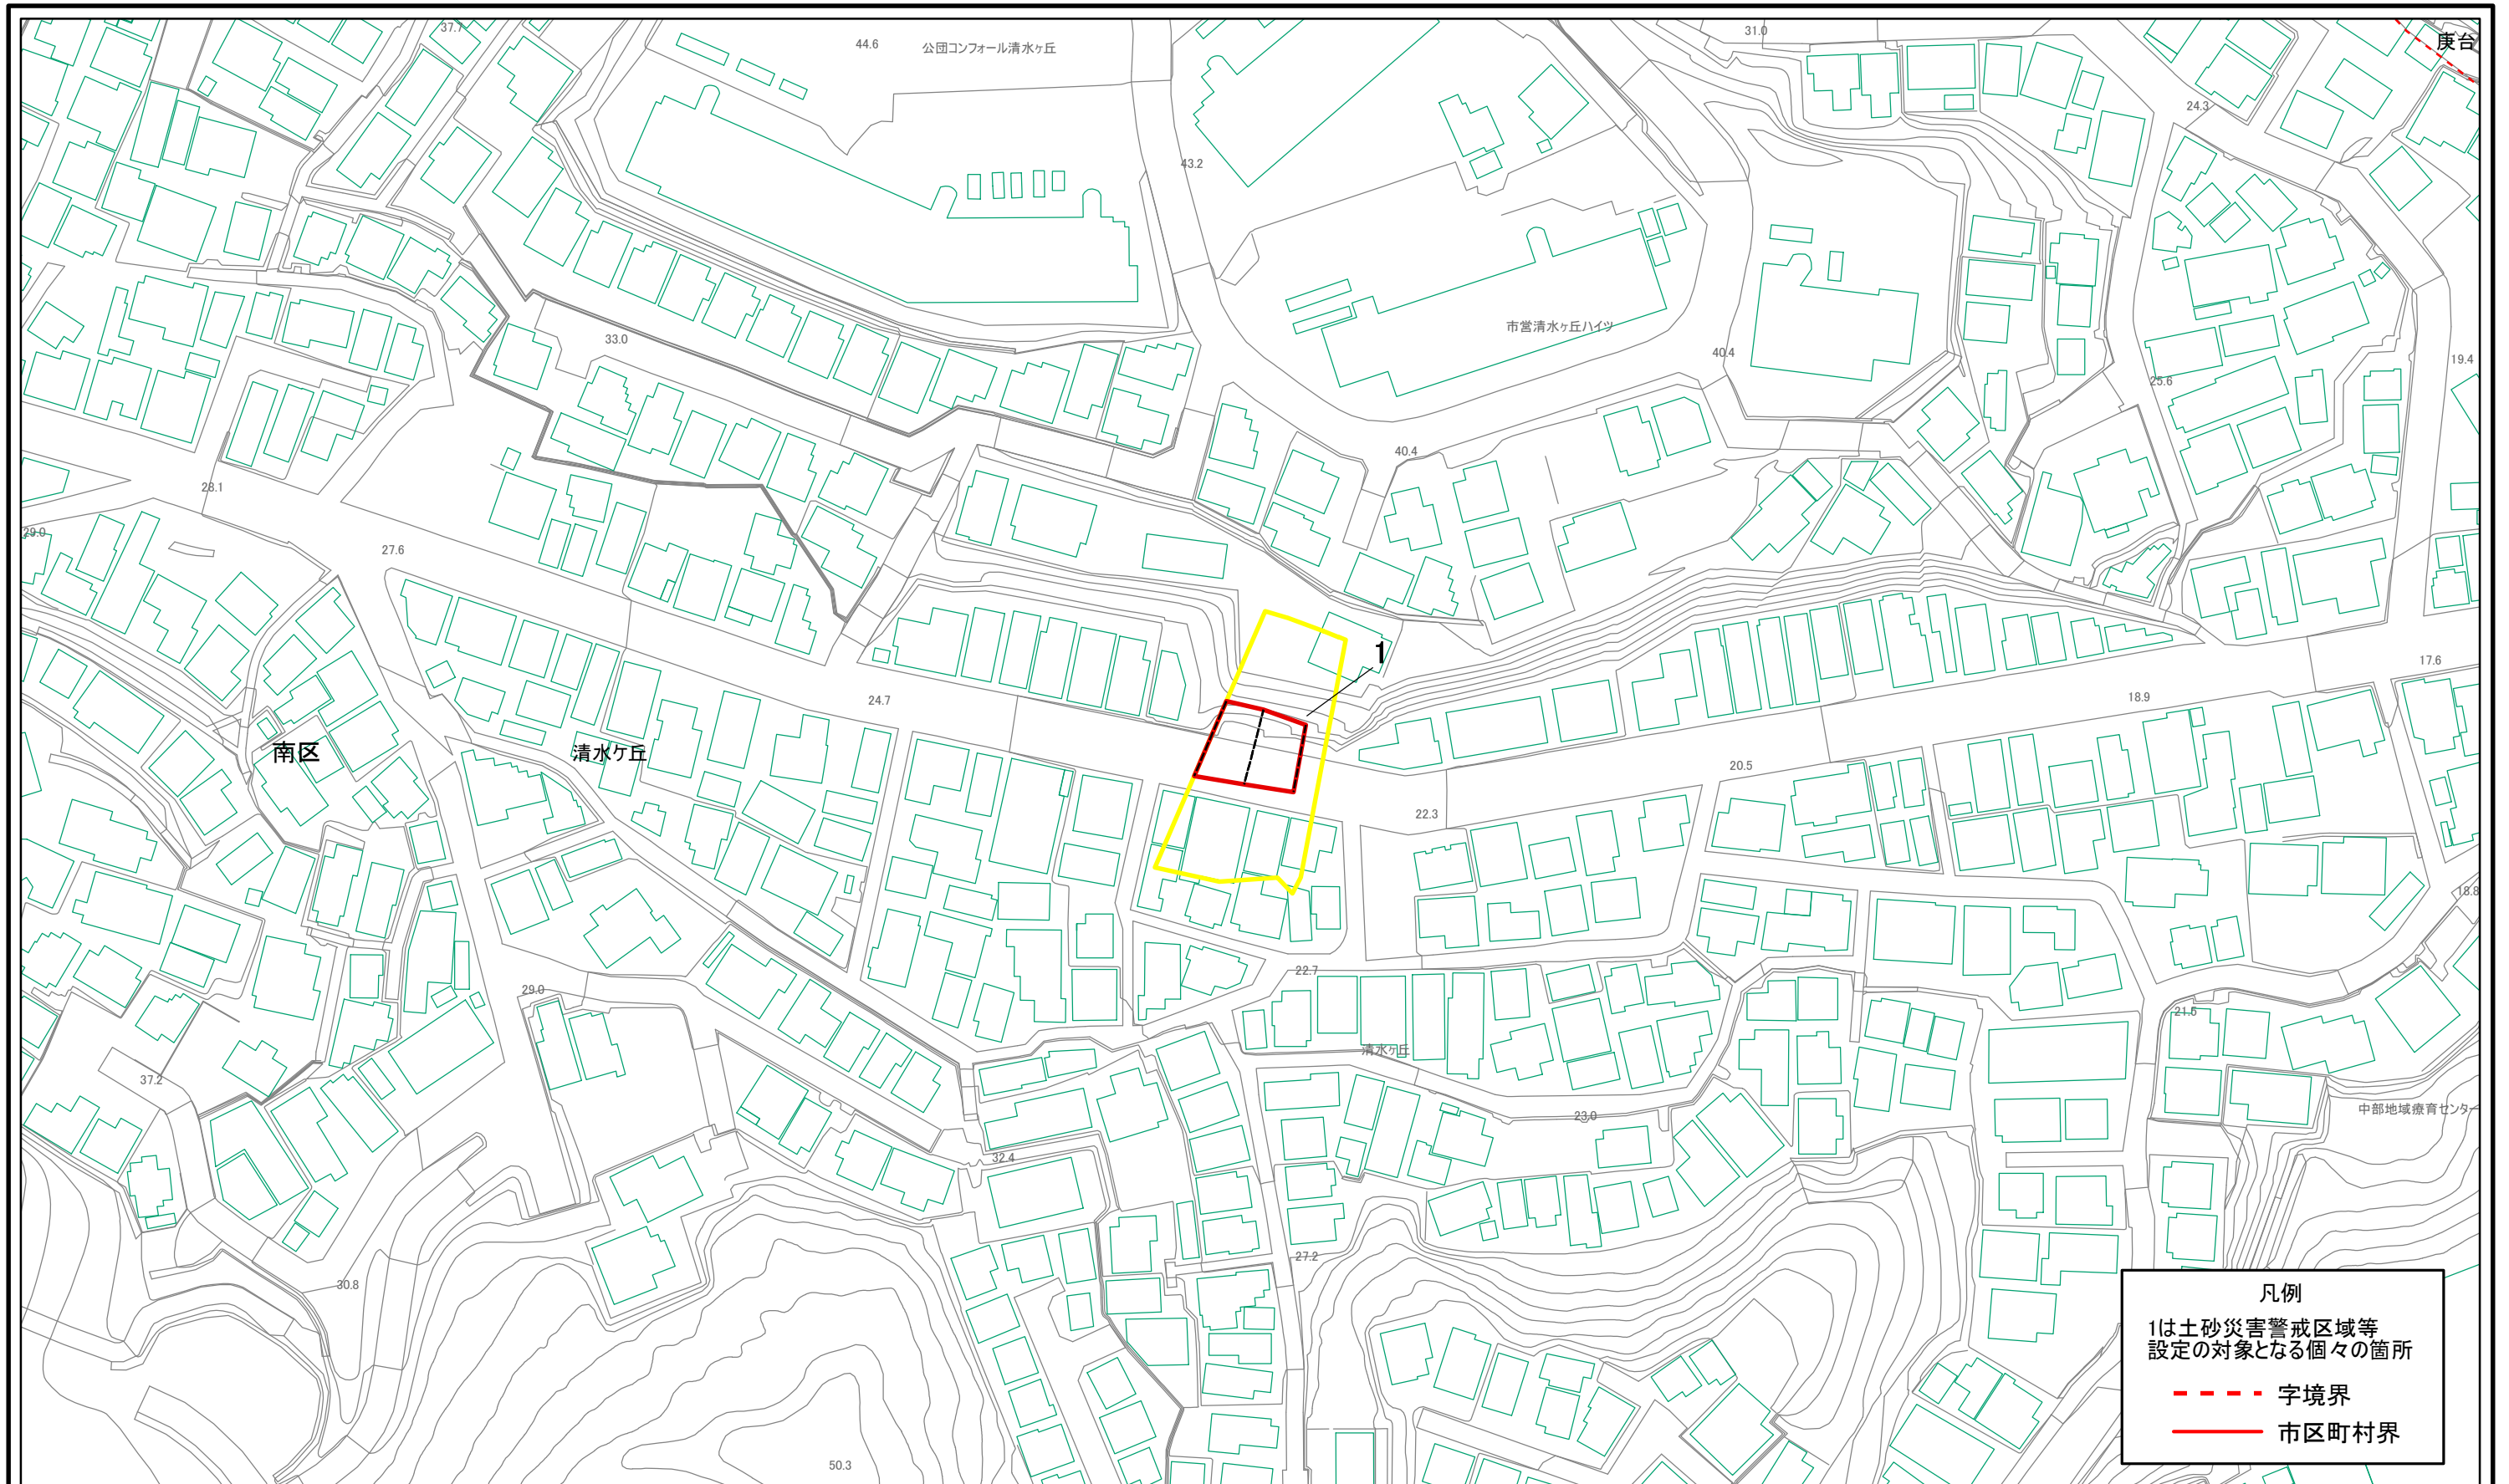 37.7
44.6
公団コンフォール清水ヶ丘
31.0
庚台
24.3
43.2
33.0
市営清水ヶ丘ハイツ
40.4
19.4
25.6
40.4
28.1
29.0
27.6
1
17.6
24.7
18.9
南区
清水ケ丘
20.5
22.3
18.8
22.7
29.0
21.5
清水ヶ丘
37.2
23.0
中部地域療育センター
32.4
27.2
30.8
50.3
凡例
1は土砂災害警戒区域等
設定の対象となる個々の箇所
字境界
市区町村界